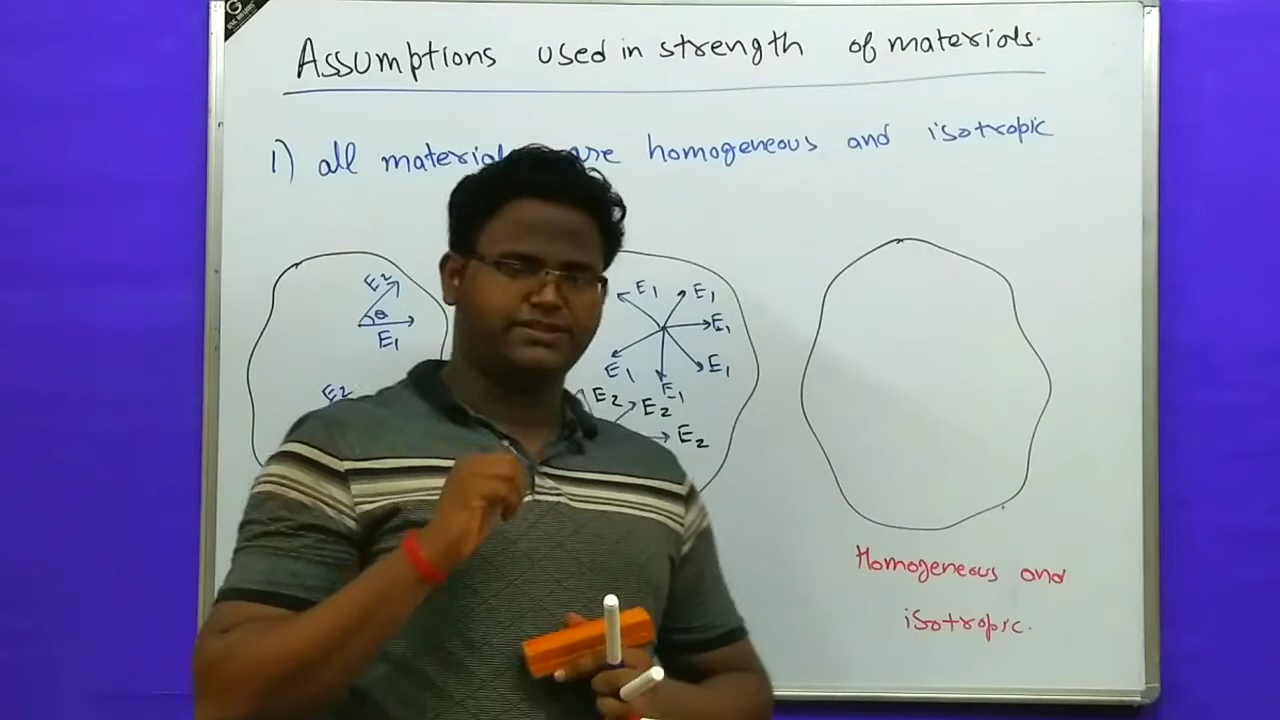 Assumptions used in strength of materials.
1) all material are homogeneous and isotropic
E2
θ
E1
E2
E1
E1
E1
E1
E1
E1
E2
E2
E2
Homogeneous and
isotropic.